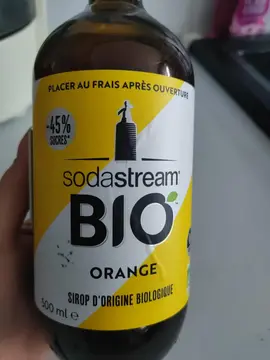 PLACER AU FRAIS APRÈS OUVERTURE
-45%
SUCRES*
sodastream®
BIO
ORANGE
SIROP D'ORIGINE BIOLOGIQUE
500 ml e